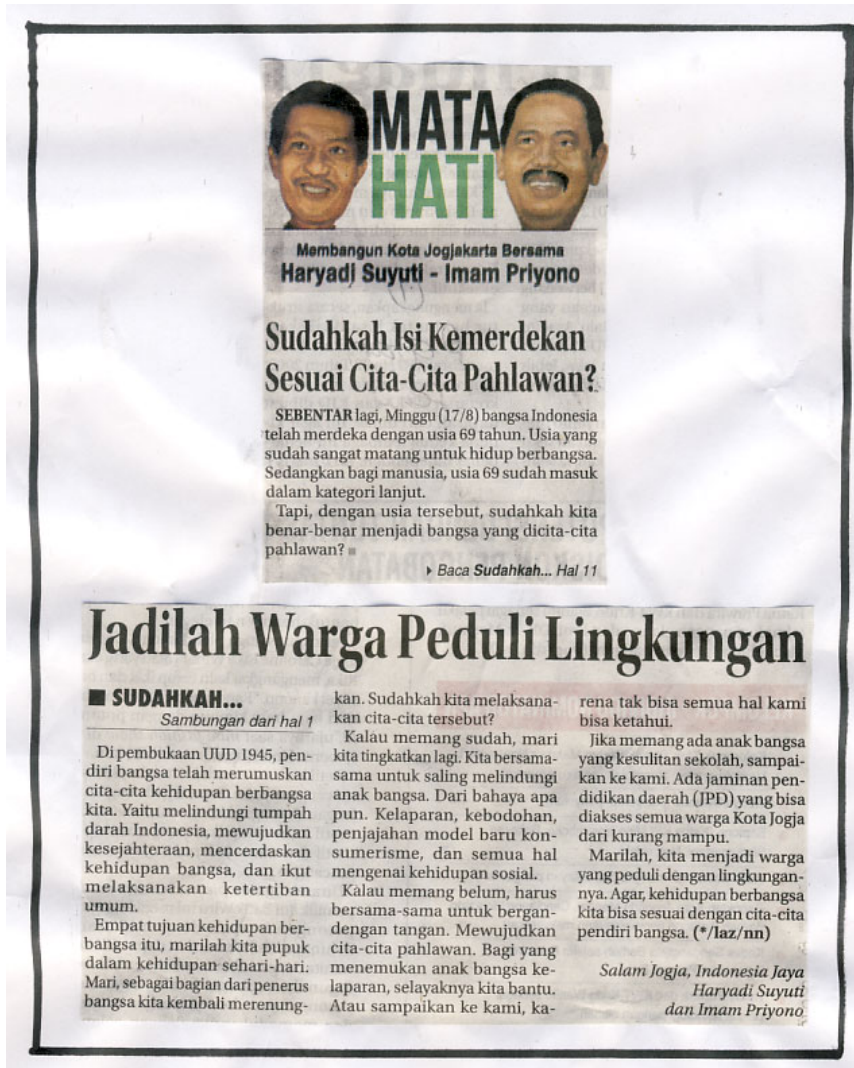 MATA
HATI
Membangun Kota Jogjakarta Bersama
Haryadi Suyuti - Imam Priyono
Sudahkah Isi Kemerdekan
Sesuai Cita-Cita Pahlawan?
SEBENTAR lagi, Minggu (17/8) bangsa Indonesia
telah merdeka dengan usia 69 tahun. Usia yang
sudah sangat matang untuk hidup berbangsa.
Sedangkan bagi manusia, usia 69 sudah masuk
dalam kategori lanjut.
Tapi, dengan usia tersebut, sudahkah kita
benar-benar menjadi bangsa yang dicita-cita
pahlawan?
Baca Sudahkah... Hal 11
Jadilah Warga Peduli Lingkungan
SUDAHKAH...
Sambungan dari hal 1
Di pembukaan UUD 1945, pen-
diri bangsa telah merumuskan
cita-cita kehidupan berbangsa
kita. Yaitu melindungi tumpah
darah Indonesia, mewujudkan
kesejahteraan, mencerdaskan
kehidupan bangsa, dan ikut
melaksanakan ketertiban
umum.
Empat tujuan kehidupan ber-
bangsa itu, marilah kita pupuk
dalam kehidupan sehari-hari.
Mari, sebagai bagian dari penerus
bangsa kita kembali merenung-
kan. Sudahkah kita melaksana-
kan cita-cita tersebut?
Kalau memang sudah, mari
kita tingkatkan lagi. Kita bersama-
sama untuk saling melindungi
anak bangsa. Dari bahaya apa
pun. Kelaparan, kebodohan,
penjajahan model baru kon-
sumerisme, dan semua hal
mengenai kehidupan sosial.
Kalau memang belum, harus
bersama-sama untuk bergan-
dengan tangan. Mewujudkan
cita-cita pahlawan. Bagi yang
menemukan anak bangsa ke-
laparan, selayaknya kita bantu.
Atau sampaikan ke kami, ka-
rena tak bisa semua hal kami
bisa ketahui.
Jika memang ada anak bangsa
yang kesulitan sekolah, sampai-
kan ke kami. Ada jaminan pen-
didikan daerah (JPD) yang bisa
diakses semua warga Kota Jogja
dari kurang mampu.
Marilah, kita menjadi warga
yang peduli dengan lingkungan-
nya. Agar, kehidupan berbangsa
kita bisa sesuai dengan cita-cita
pendiri bangsa. (*/laz/nn)
Salam Jogja, Indonesia Jaya
Haryadi Suyuti
dan Imam Priyono